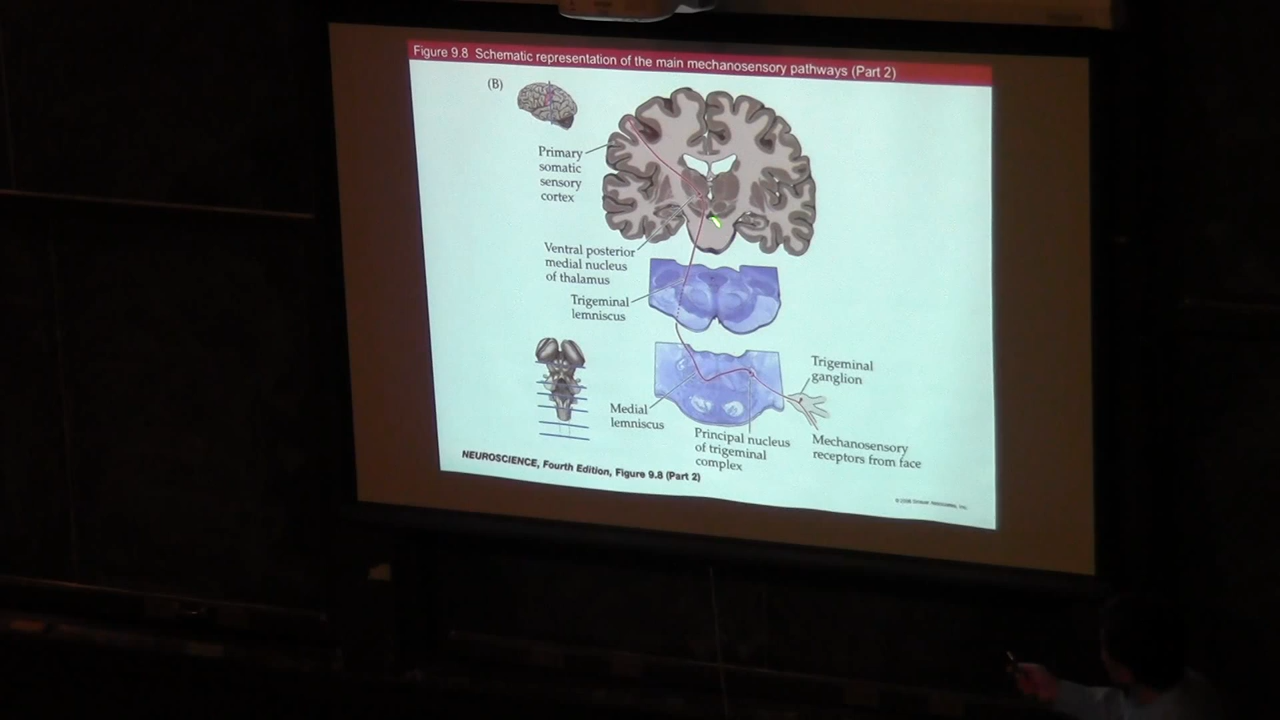 Figure 9.8 Schematic representation of the main mechanosensory pathways (Part 2)
(B)
Primary
somatic
sensory
cortex
Ventral posterior
medial nucleus
of thalamus
Trigeminal
lemniscus
Trigeminal
ganglion
Medial
lemniscus
Principal nucleus
of trigeminal
complex
Mechanosensory
receptors from face
NEUROSCIENCE, Fourth Edition, Figure 9.8 (Part 2)